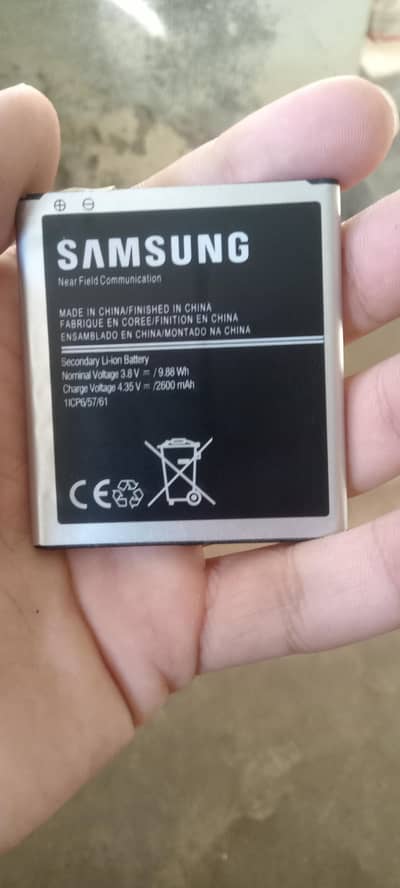 SAMSUNG
Near Field Communication
MADE IN CHINA/FINISHED IN CHINA
FABRIQUE EN COREE/FINITION EN CHINA
ENSAMBLADO EN CHINA/MONTADO NA CHINA
Secondary Li-ion Battery
Nominal Voltage 3.8 V ⎓ / 9.88 Wh
Charge Voltage 4.35 V ⎓ /2600 mAh
1ICP6/57/61
CE